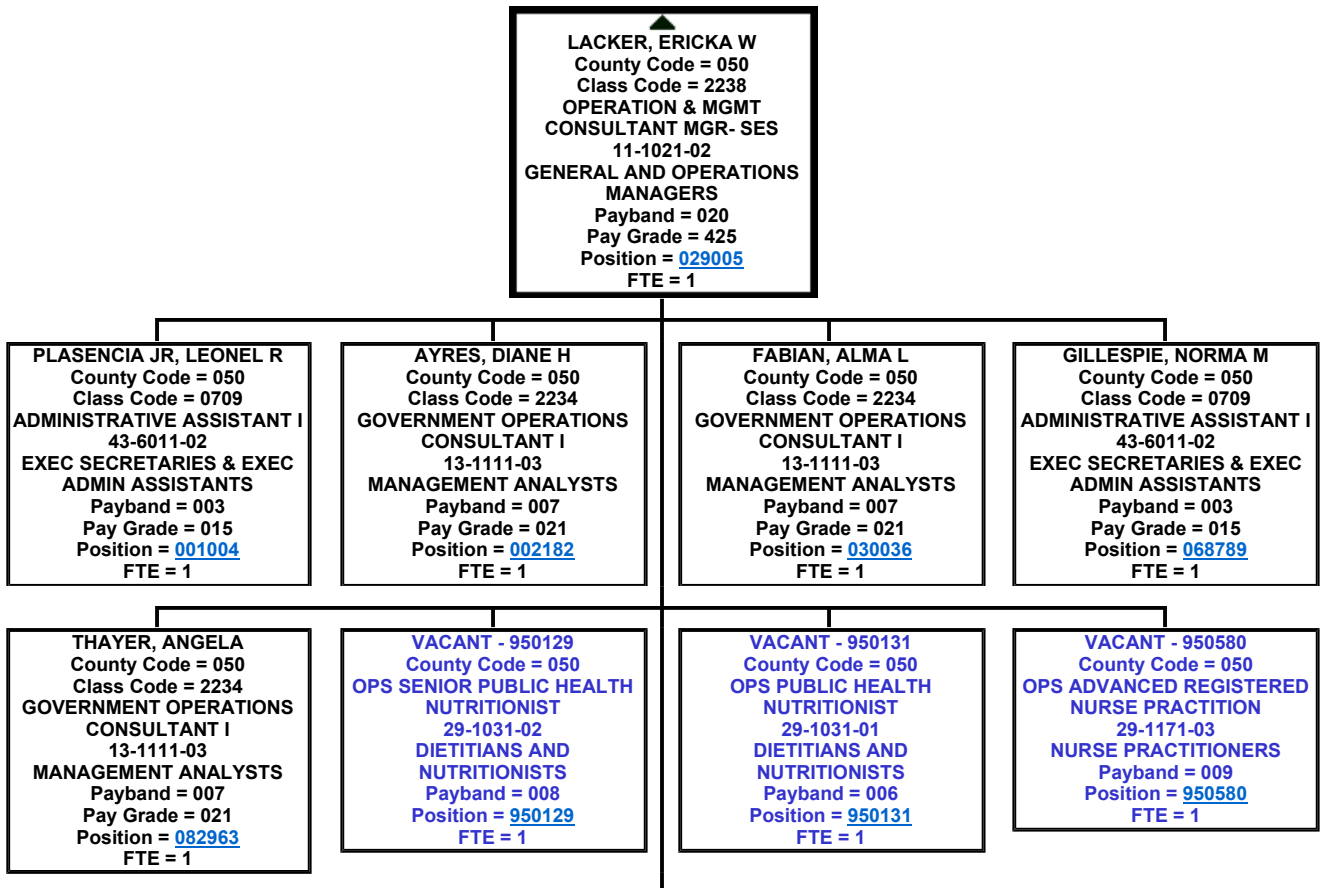 LACKER, ERICKA W
County Code = 050
Class Code = 2238
OPERATION & MGMT
CONSULTANT MGR- SES
11-1021-02
GENERAL AND OPERATIONS
MANAGERS
Payband = 020
Pay Grade = 425
Position = 029005
FTE = 1
PLASENCIA JR, LEONEL R
County Code = 050
Class Code = 0709
ADMINISTRATIVE ASSISTANT I
43-6011-02
EXEC SECRETARIES & EXEC
ADMIN ASSISTANTS
Payband = 003
Pay Grade = 015
Position = 001004
FTE = 1
AYRES, DIANE H
County Code = 050
Class Code = 2234
GOVERNMENT OPERATIONS
CONSULTANT I
13-1111-03
MANAGEMENT ANALYSTS
Payband = 007
Pay Grade = 021
Position = 002182
FTE = 1
FABIAN, ALMA L
County Code = 050
Class Code = 2234
GOVERNMENT OPERATIONS
CONSULTANT I
13-1111-03
MANAGEMENT ANALYSTS
Payband = 007
Pay Grade = 021
Position = 030036
FTE = 1
GILLESPIE, NORMA M
County Code = 050
Class Code = 0709
ADMINISTRATIVE ASSISTANT I
43-6011-02
EXEC SECRETARIES & EXEC
ADMIN ASSISTANTS
Payband = 003
Pay Grade = 015
Position = 068789
FTE = 1
THAYER, ANGELA
County Code = 050
Class Code = 2234
GOVERNMENT OPERATIONS
CONSULTANT I
13-1111-03
MANAGEMENT ANALYSTS
Payband = 007
Pay Grade = 021
Position = 082963
FTE = 1
VACANT - 950129
County Code = 050
OPS SENIOR PUBLIC HEALTH
NUTRITIONIST
29-1031-02
DIETITIANS AND
NUTRITIONISTS
Payband = 008
Position = 950129
FTE = 1
VACANT - 950131
County Code = 050
OPS PUBLIC HEALTH
NUTRITIONIST
29-1031-01
DIETITIANS AND
NUTRITIONISTS
Payband = 006
Position = 950131
FTE = 1
VACANT - 950580
County Code = 050
OPS ADVANCED REGISTERED
NURSE PRACTITION
29-1171-03
NURSE PRACTITIONERS
Payband = 009
Position = 950580
FTE = 1